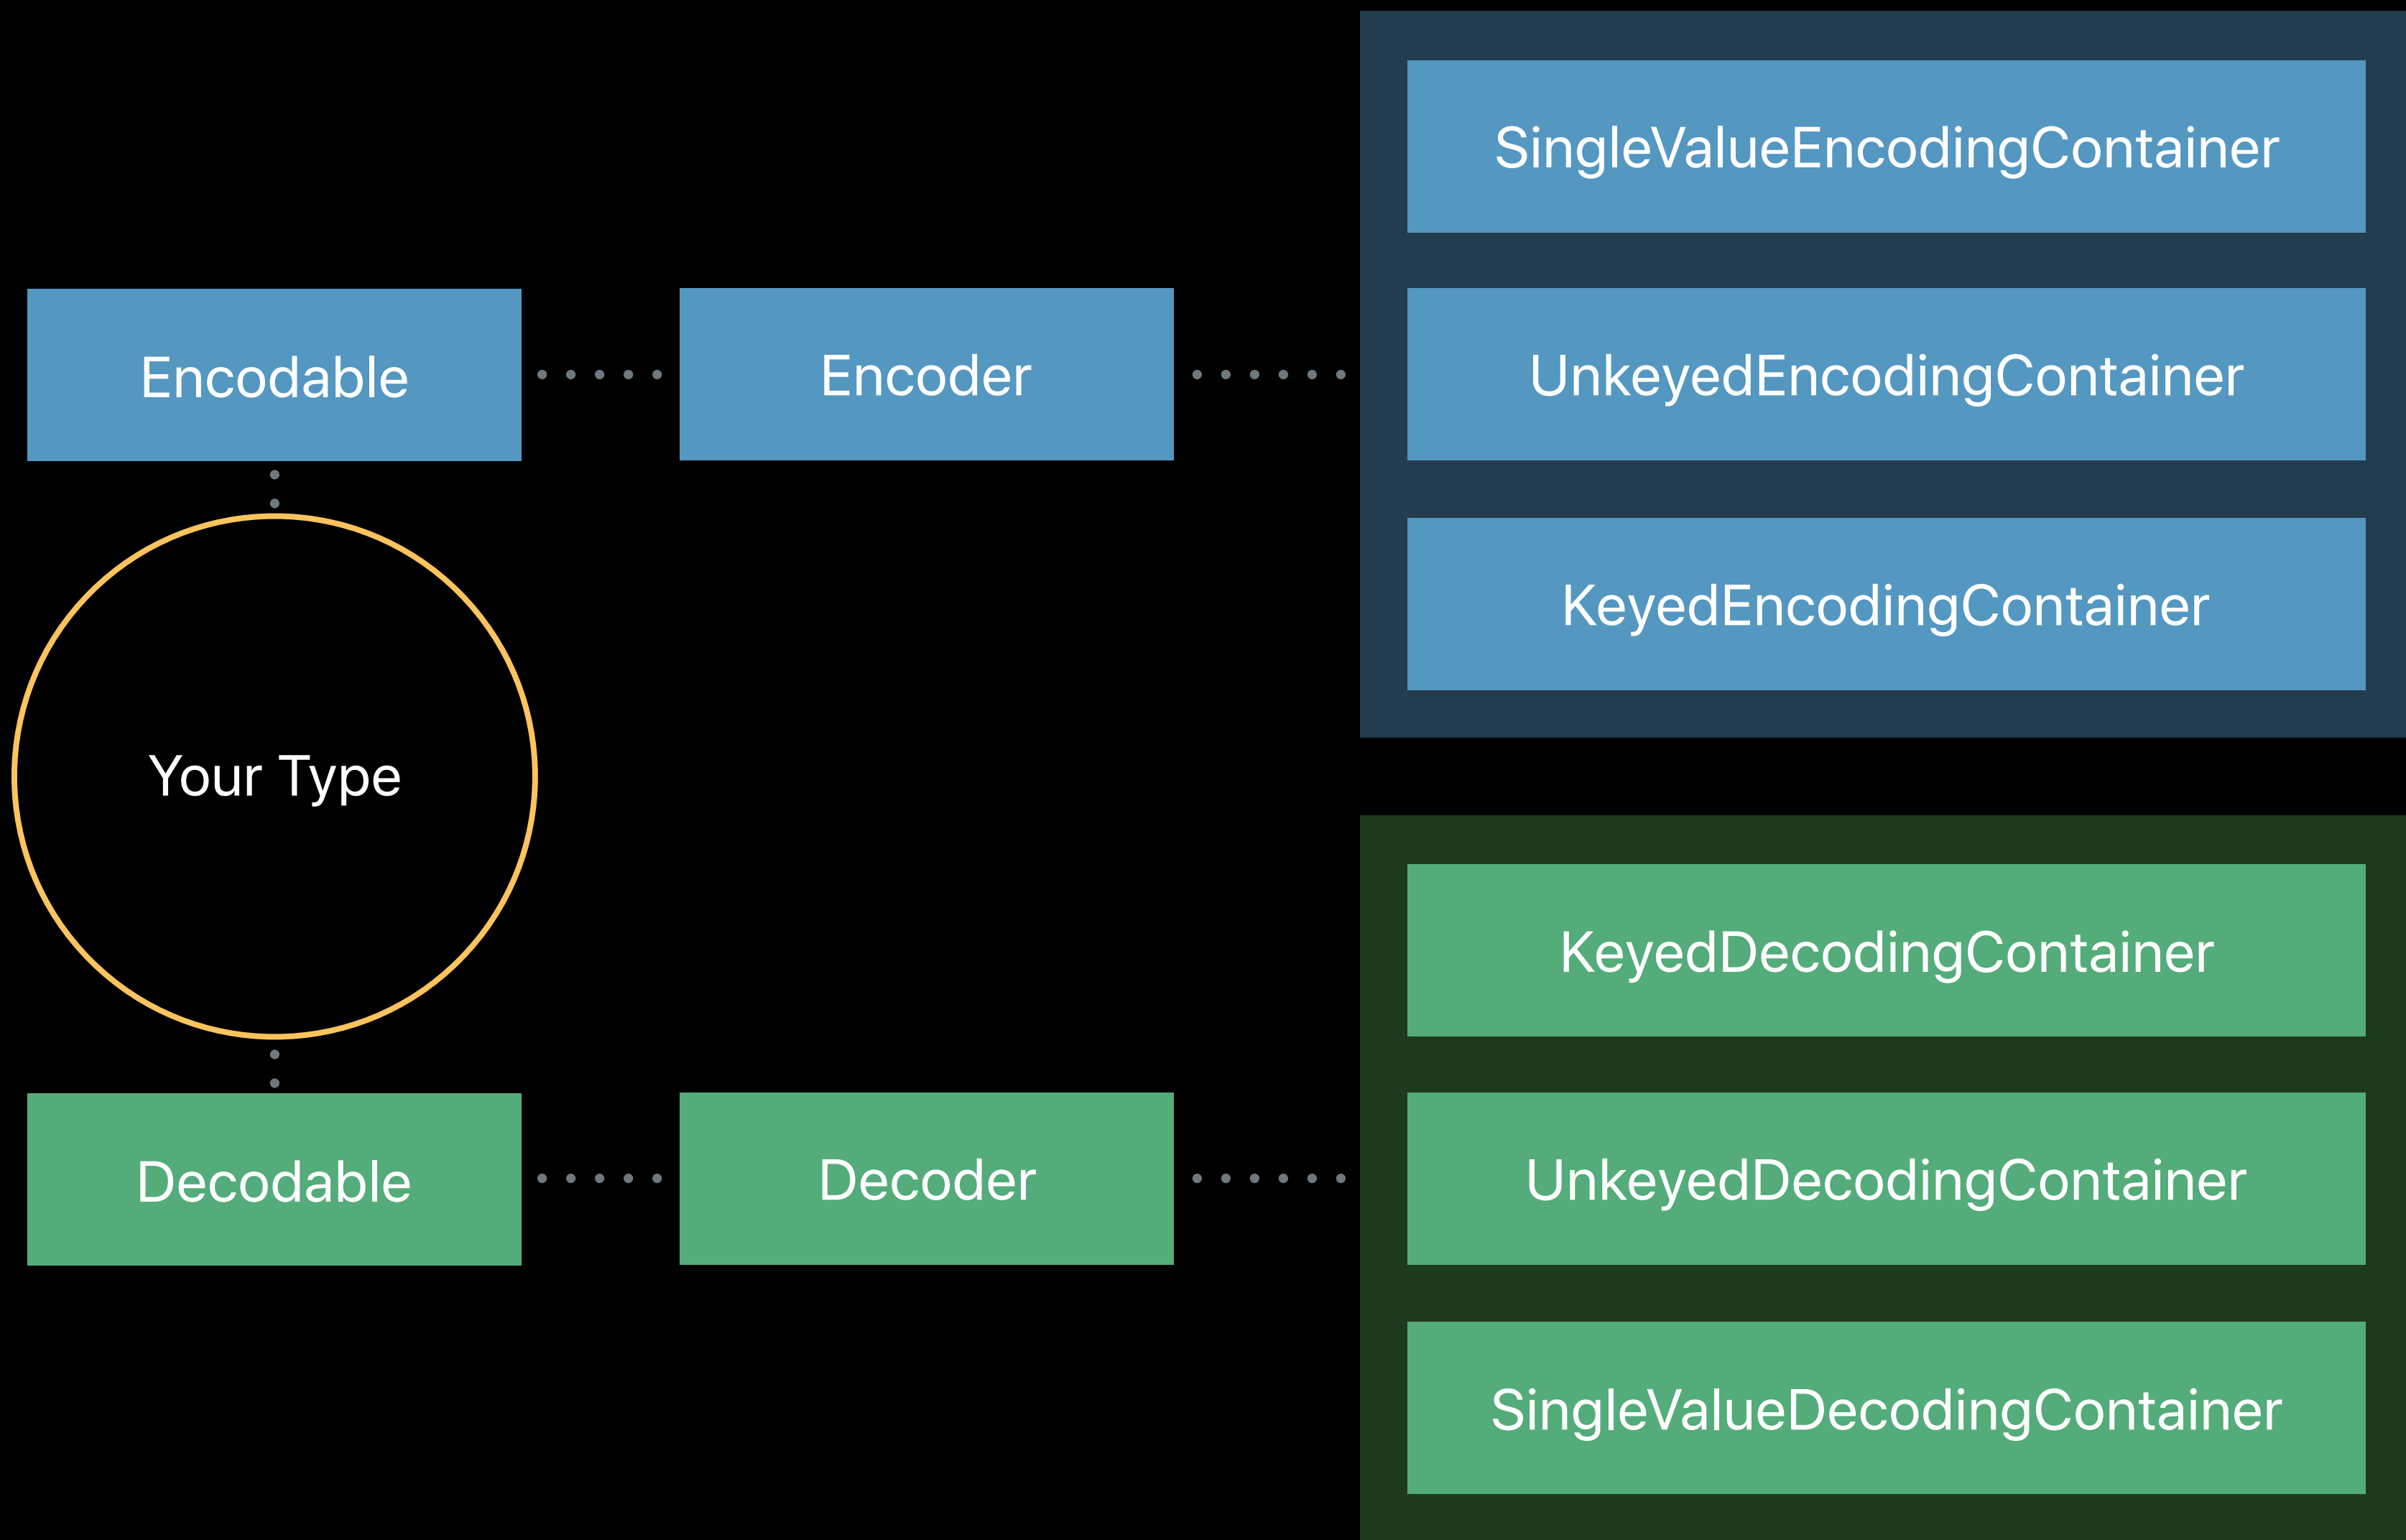 SingleValueEncodingContainer
Encodable
Encoder
UnkeyedEncodingContainer
KeyedEncodingContainer
Your Type
KeyedDecodingContainer
Decodable
Decoder
UnkeyedDecodingContainer
SingleValueDecodingContainer